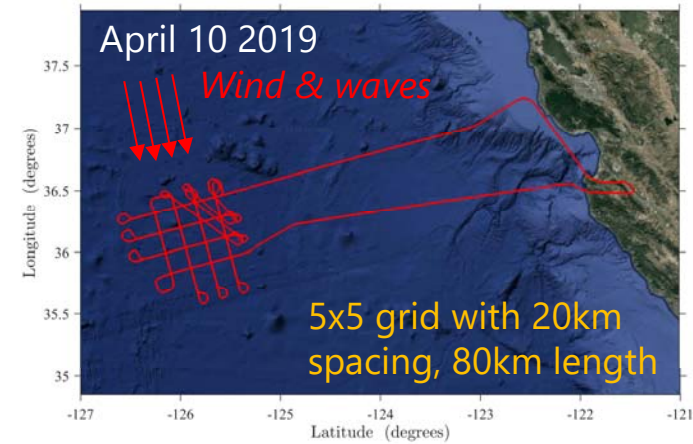 April 10 2019
Wind & waves
37.5
37
36.5
36
35.5
35
Longitude (degrees)
5x5 grid with 20km
spacing, 80km length
-127
-126
-125
-124
-123
-122
-121
Latitude (degrees)